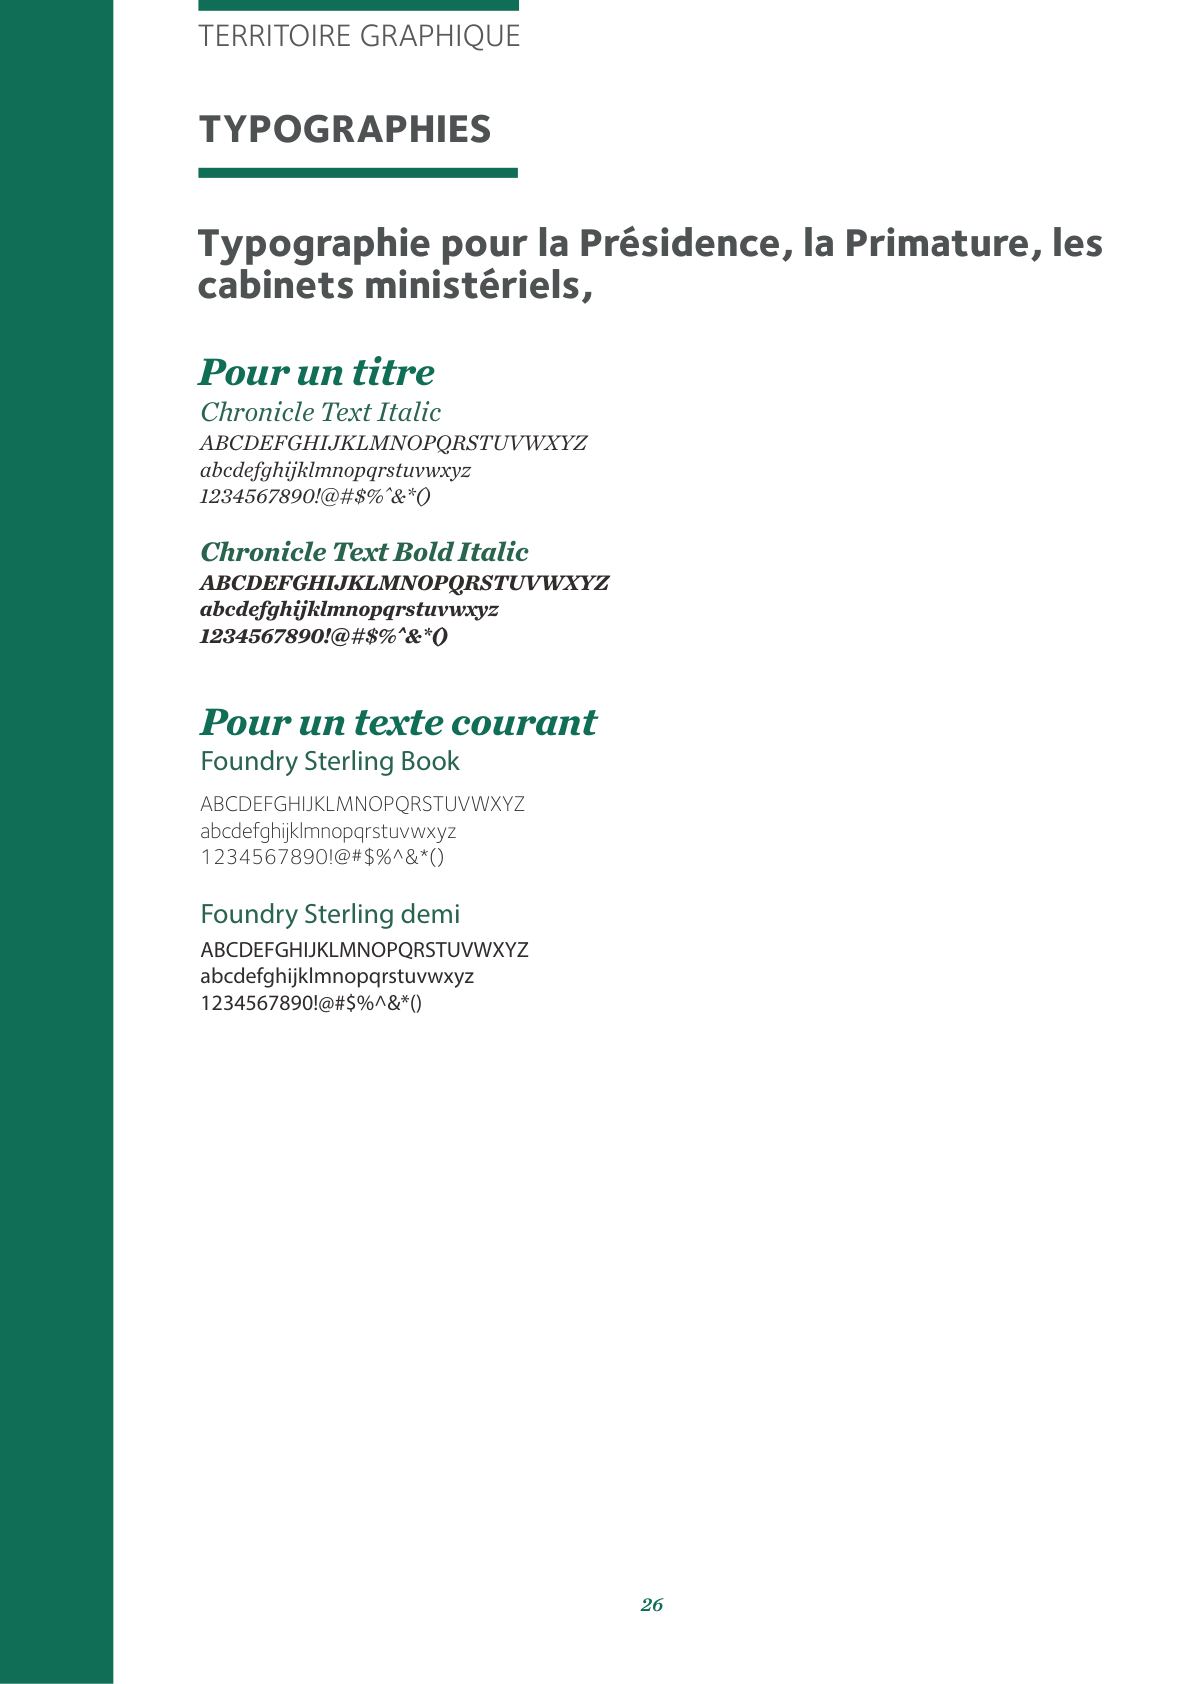 TERRITOIRE GRAPHIQUE
TYPOGRAPHIES
Typographie pour la Présidence, la Primature, les
cabinets ministériels,
Pour un titre
Chronicle Text Italic
ABCDEFGHIJKLMNOPQRSTUVWXYZ
abcdefghijklmnopqrstuvwxyz
1234567890!@#$%^&*()
Chronicle Text Bold Italic
ABCDEFGHIJKLMNOPQRSTUVWXYZ
abcdefghijklmnopqrstuvwxyz
1234567890!@#$%^&*()
Pour un texte courant
Foundry Sterling Book
ABCDEFGHIJKLMNOPQRSTUVWXYZ
abcdefghijklmnopqrstuvwxyz
1234567890!@#$%^&*()
Foundry Sterling demi
ABCDEFGHIJKLMNOPQRSTUVWXYZ
abcdefghijklmnopqrstuvwxyz
1234567890!@#$%^&*()
26